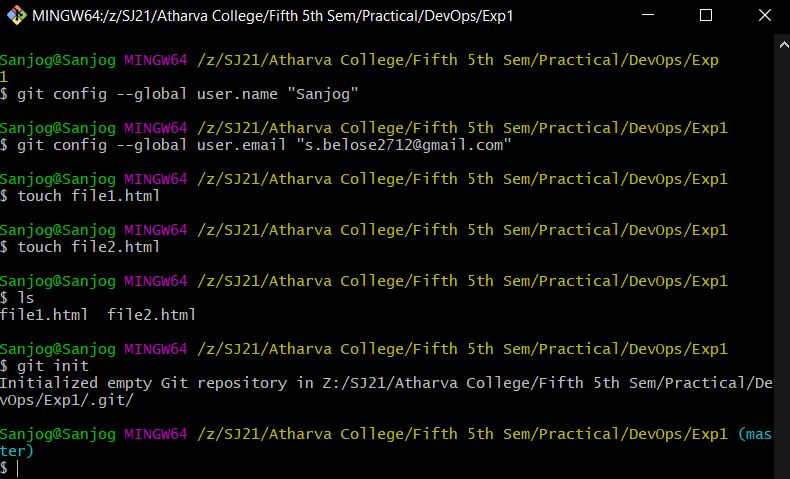 MINGW64:/z/SJ21/Atharva College/Fifth 5th Sem/Practical/DevOps/Exp1
Sanjog@Sanjog MINGW64 /z/SJ21/Atharva College/Fifth 5th Sem/Practical/DevOps/Exp
1
$ git config --global user.name "Sanjog"
Sanjog@Sanjog MINGW64 /z/SJ21/Atharva College/Fifth 5th Sem/Practical/DevOps/Exp1
$ git config --global user.email "s.belose2712@gmail.com"
Sanjog@Sanjog MINGW64 /z/SJ21/Atharva College/Fifth 5th Sem/Practical/DevOps/Exp1
$ touch file1.html
Sanjog@Sanjog MINGW64 /z/SJ21/Atharva College/Fifth 5th Sem/Practical/DevOps/Exp1
$ touch file2.html
Sanjog@Sanjog MINGW64 /z/SJ21/Atharva College/Fifth 5th Sem/Practical/DevOps/Exp1
$ ls
file1.html  file2.html
Sanjog@Sanjog MINGW64 /z/SJ21/Atharva College/Fifth 5th Sem/Practical/DevOps/Exp1
$ git init
Initialized empty Git repository in Z:/SJ21/Atharva College/Fifth 5th Sem/Practical/De
vOps/Exp1/.git/
Sanjog@Sanjog MINGW64 /z/SJ21/Atharva College/Fifth 5th Sem/Practical/DevOps/Exp1 (mas
ter)
$